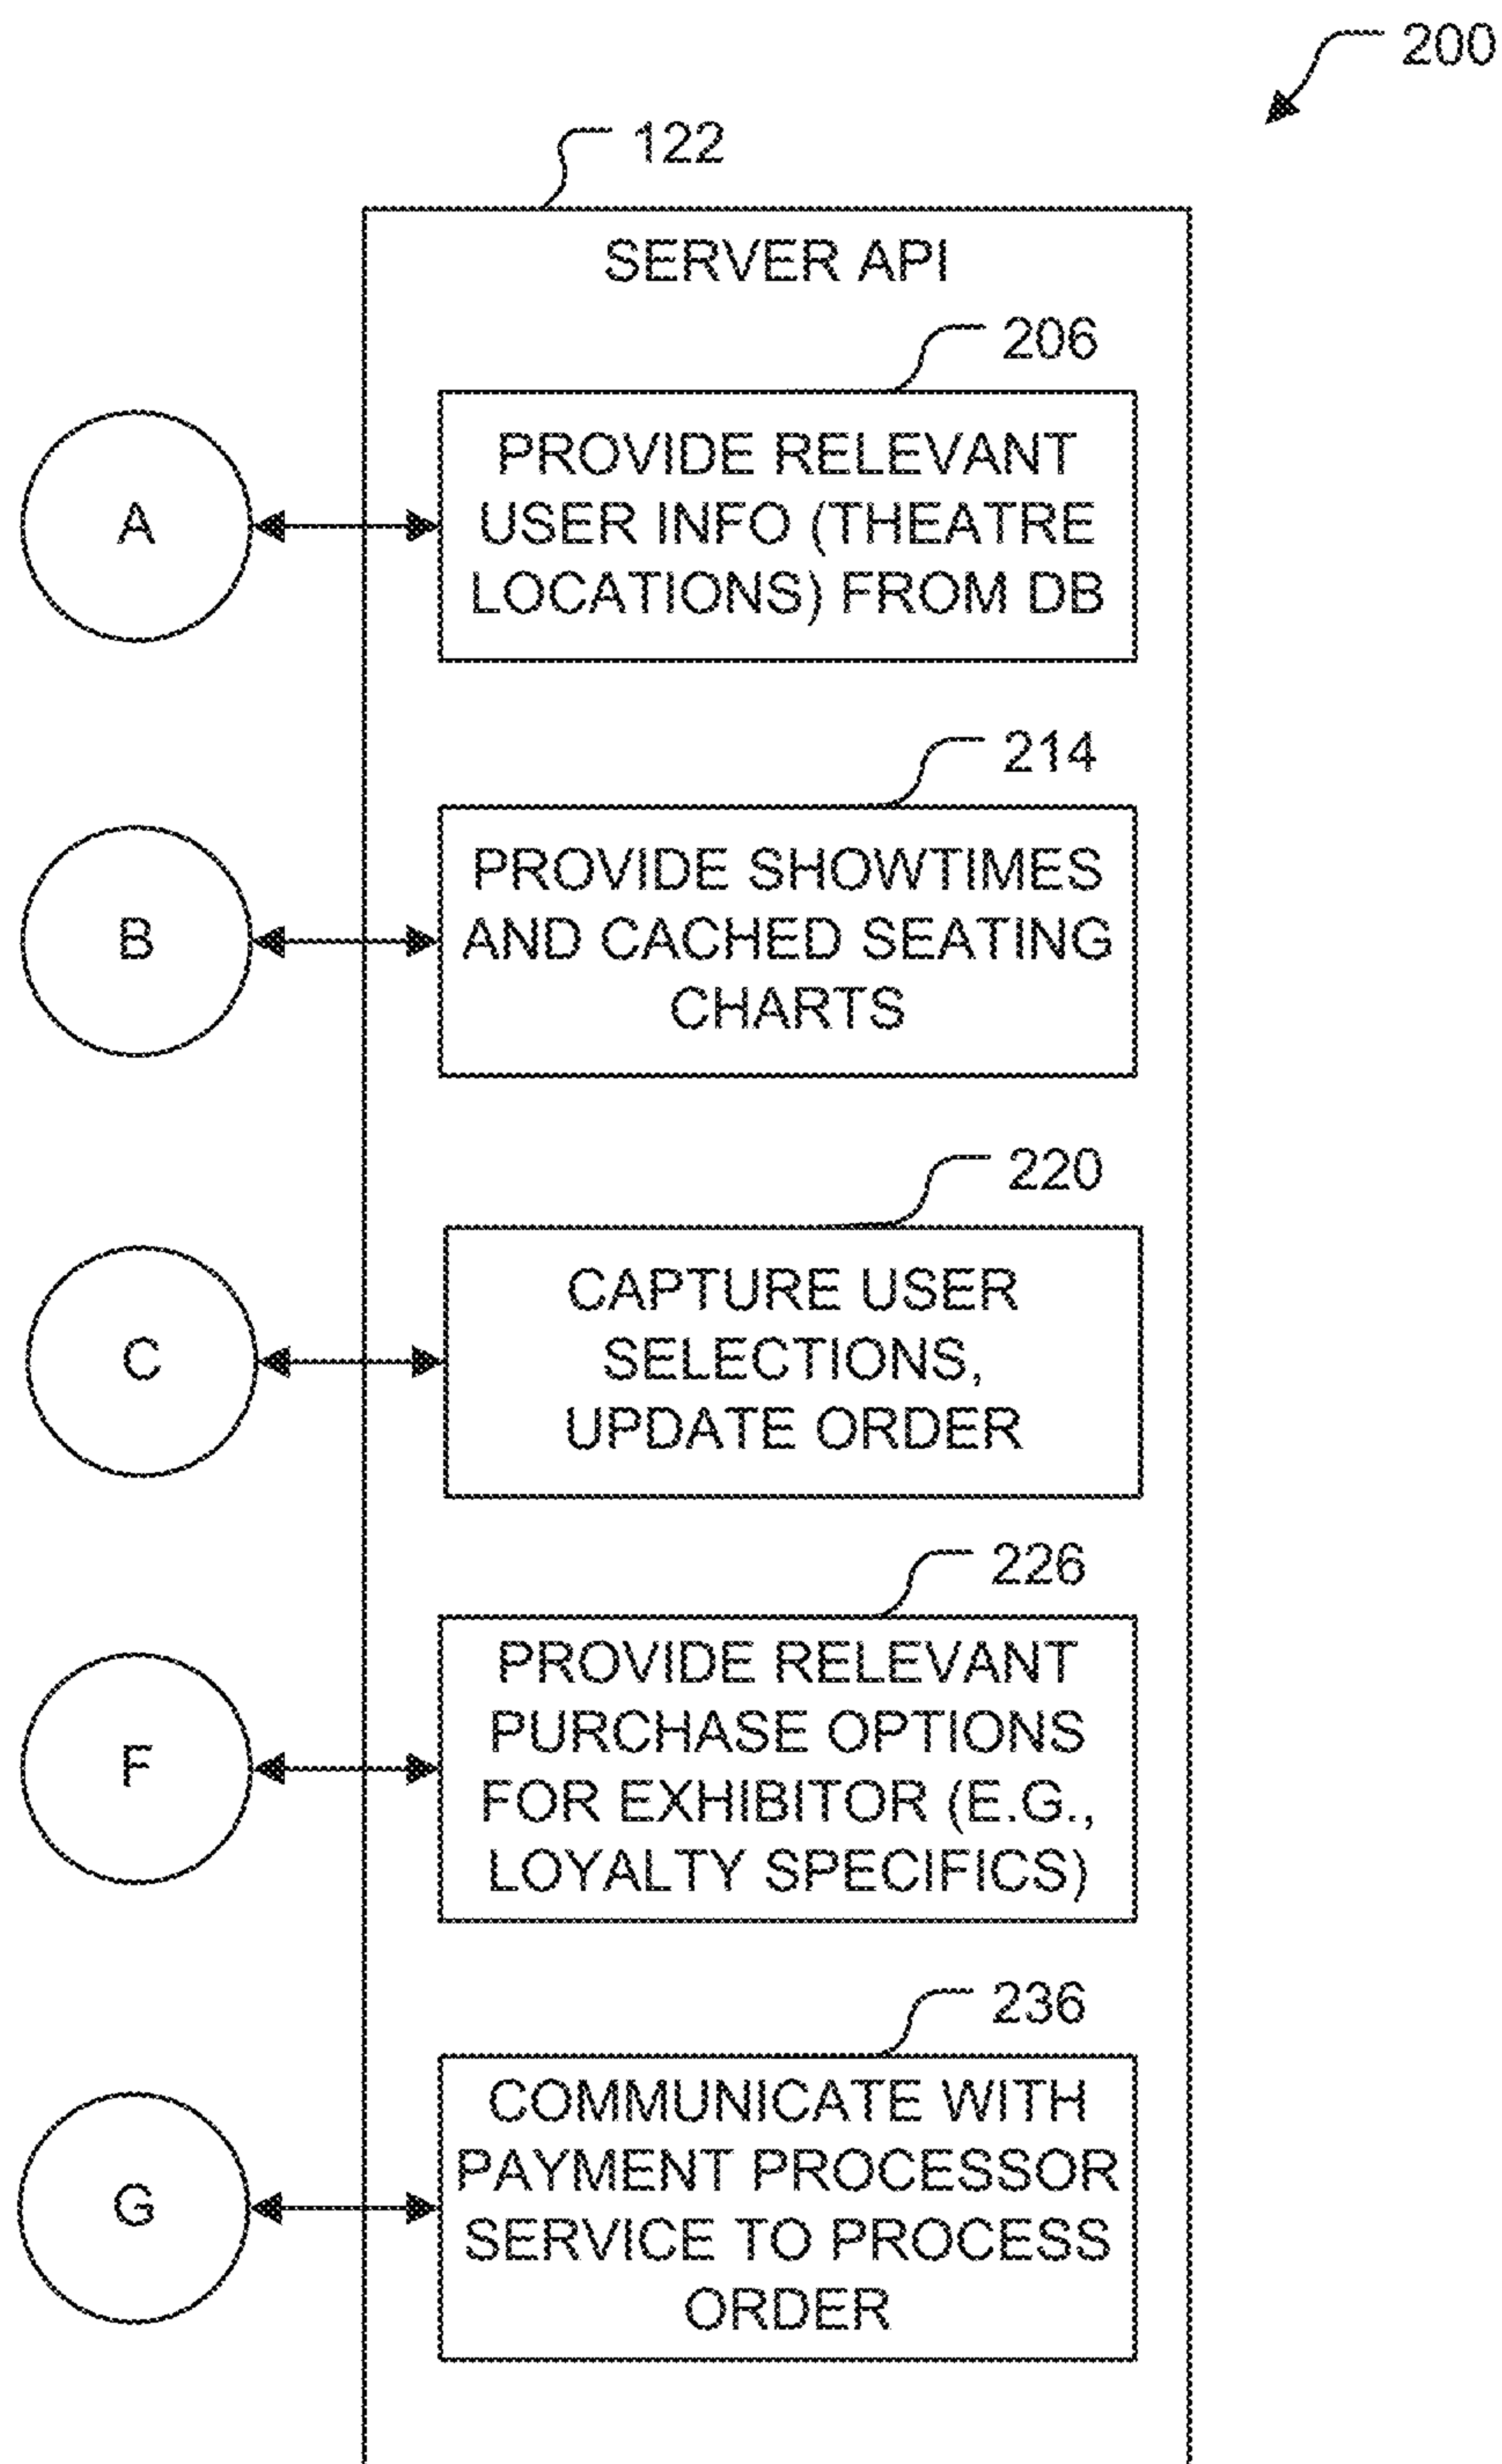 200
122
SERVER API
206
A
PROVIDE RELEVANT
USER INFO (THEATRE
LOCATIONS) FROM DB
214
B
PROVIDE SHOWTIMES
AND CACHED SEATING
CHARTS
220
C
CAPTURE USER
SELECTIONS,
UPDATE ORDER
226
F
PROVIDE RELEVANT
PURCHASE OPTIONS
FOR EXHIBITOR (E.G.,
LOYALTY SPECIFICS)
236
G
COMMUNICATE WITH
PAYMENT PROCESSOR
SERVICE TO PROCESS
ORDER